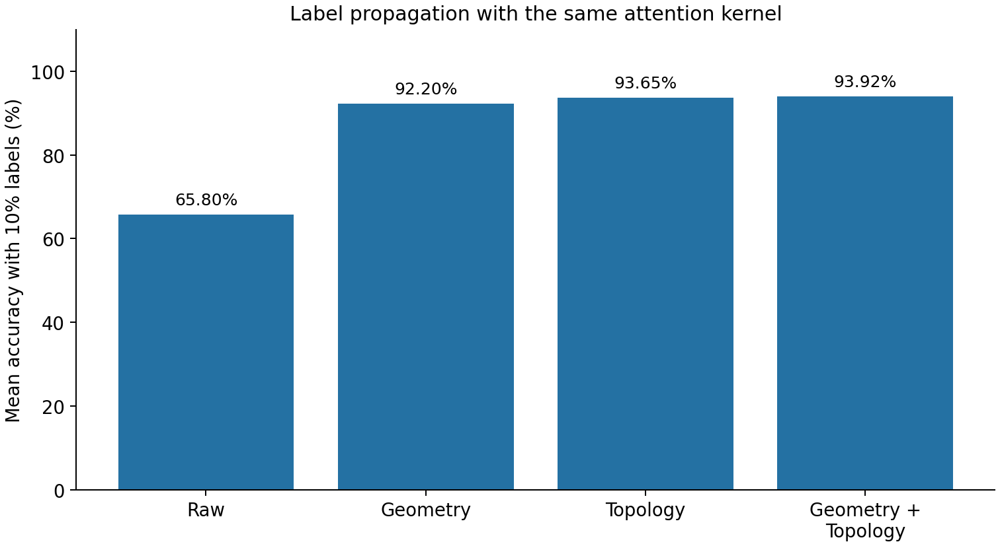 Label propagation with the same attention kernel
Mean accuracy with 10% labels (%)
100
80
60
40
20
0
65.80%
92.20%
93.65%
93.92%
Raw
Geometry
Topology
Geometry +
Topology